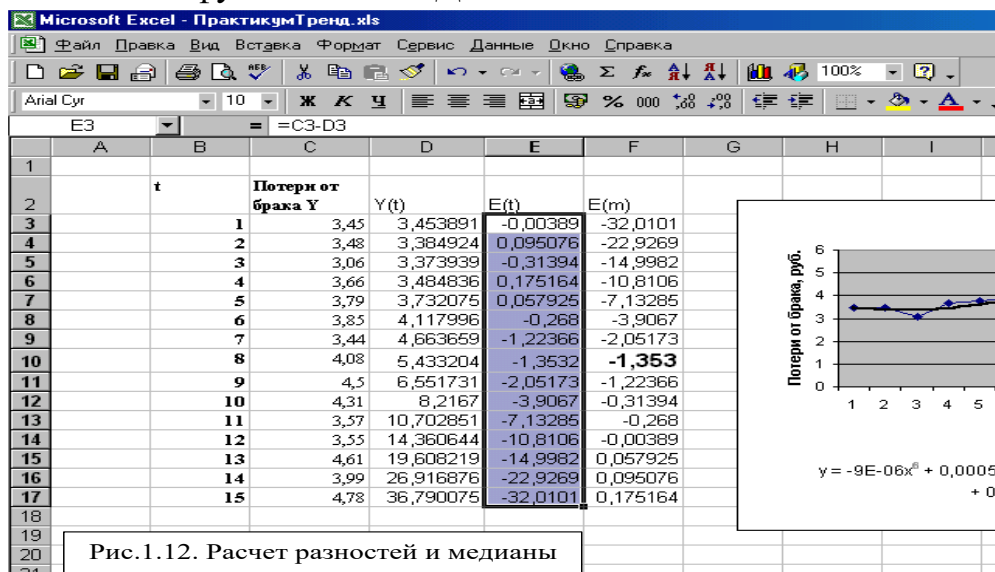 Microsoft Excel - ПрактикумТренд.xls
Файл Правка Вид Вставка Формат Сервис Данные Окно Справка
100%
Arial Cyr 10 Ж К Ч % 000
E3 = =C3-D3
A B C D E F G H I
1
2 t Потери от брака Y Y(t) E(t) E(m)
3 1 3,45 3,453891 -0,00389 -32,0101
4 2 3,48 3,384924 0,095076 -22,9269
5 3 3,06 3,373939 -0,31394 -14,9982
6 4 3,66 3,484836 0,175164 -10,8106
7 5 3,79 3,732075 0,057925 -7,13285
8 6 3,85 4,117996 -0,268 -3,9067
9 7 3,44 4,663659 -1,22366 -2,05173
10 8 4,08 5,433204 -1,3532 -1,353
11 9 4,5 6,551731 -2,05173 -1,22366
12 10 4,31 8,2167 -3,9067 -0,31394
13 11 3,57 10,702851 -7,13285 -0,268
14 12 3,55 14,360644 -10,8106 -0,00389
15 13 4,61 19,608219 -14,9982 0,057925
16 14 3,99 26,916876 -22,9269 0,095076
17 15 4,78 36,790075 -32,0101 0,175164
18
19
20
Рис.1.12. Расчет разностей и медианы
Потери от брака, руб.
6
5
4
3
2
1
0
1 2 3 4 5
y = -9E-06x⁶ + 0,0005
+ 0